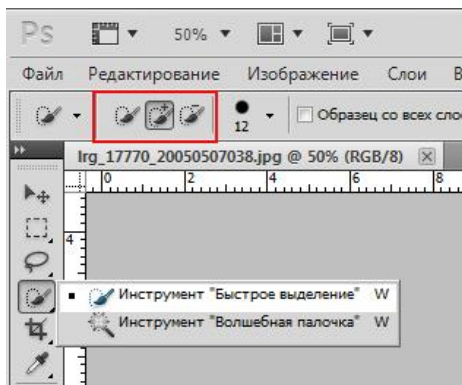 Ps 50%
Файл Редактирование Изображение Слои В
12 Образец со всех сло
lrg_17770_20050507038.jpg @ 50% (RGB/8)
0 2 4 6 8
4
Инструмент "Быстрое выделение" W
Инструмент "Волшебная палочка" W